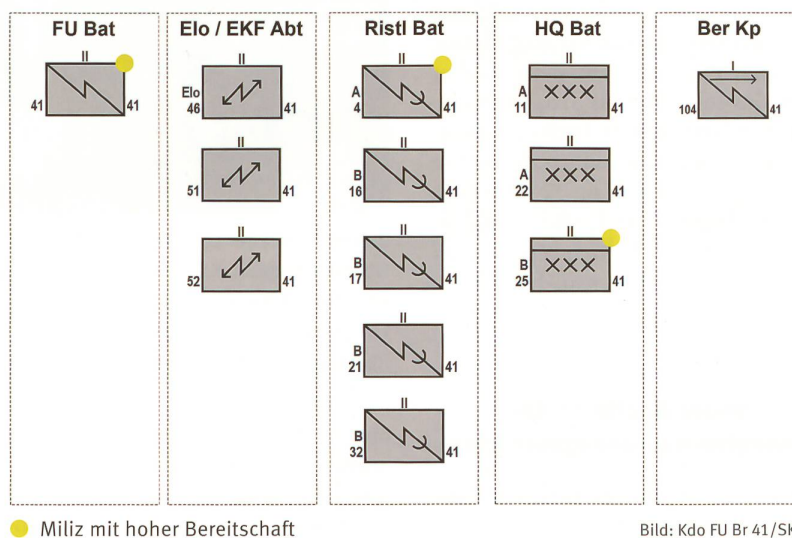 FU Bat
II
41 41
Elo / EKF Abt
II
Elo
46 41
II
51 41
II
52 41
Ristl Bat
II
A
4 41
II
B
16 41
II
B
17 41
II
B
21 41
II
B
32 41
HQ Bat
II
A
11 41
XXX
II
A
22 41
XXX
II
B
25 41
XXX
Ber Kp
I
104 41
Miliz mit hoher Bereitschaft
Bild: Kdo FU Br 41/SK